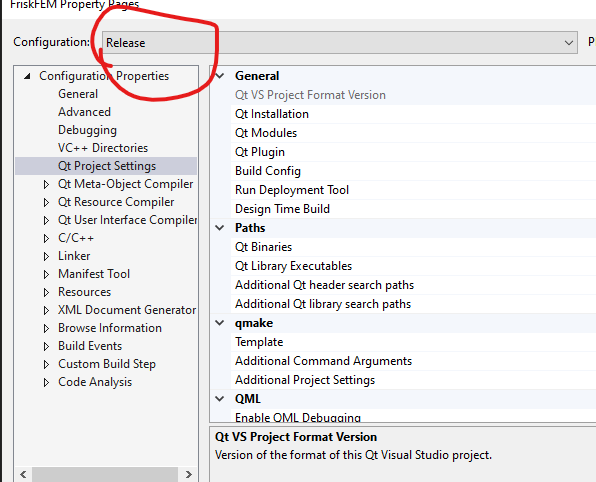 FriskFEM Property Pages
Configuration: Release P
Configuration Properties
General
Advanced
Debugging
VC++ Directories
Qt Project Settings
Qt Meta-Object Compiler
Qt Resource Compiler
Qt User Interface Compiler
C/C++
Linker
Manifest Tool
Resources
XML Document Generator
Browse Information
Build Events
Custom Build Step
Code Analysis
General
Qt VS Project Format Version
Qt Installation
Qt Modules
Qt Plugin
Build Config
Run Deployment Tool
Design Time Build
Paths
Qt Binaries
Qt Library Executables
Additional Qt header search paths
Additional Qt library search paths
qmake
Template
Additional Command Arguments
Additional Project Settings
QML
Enable QML Debugging
Qt VS Project Format Version
Version of the format of this Qt Visual Studio project.